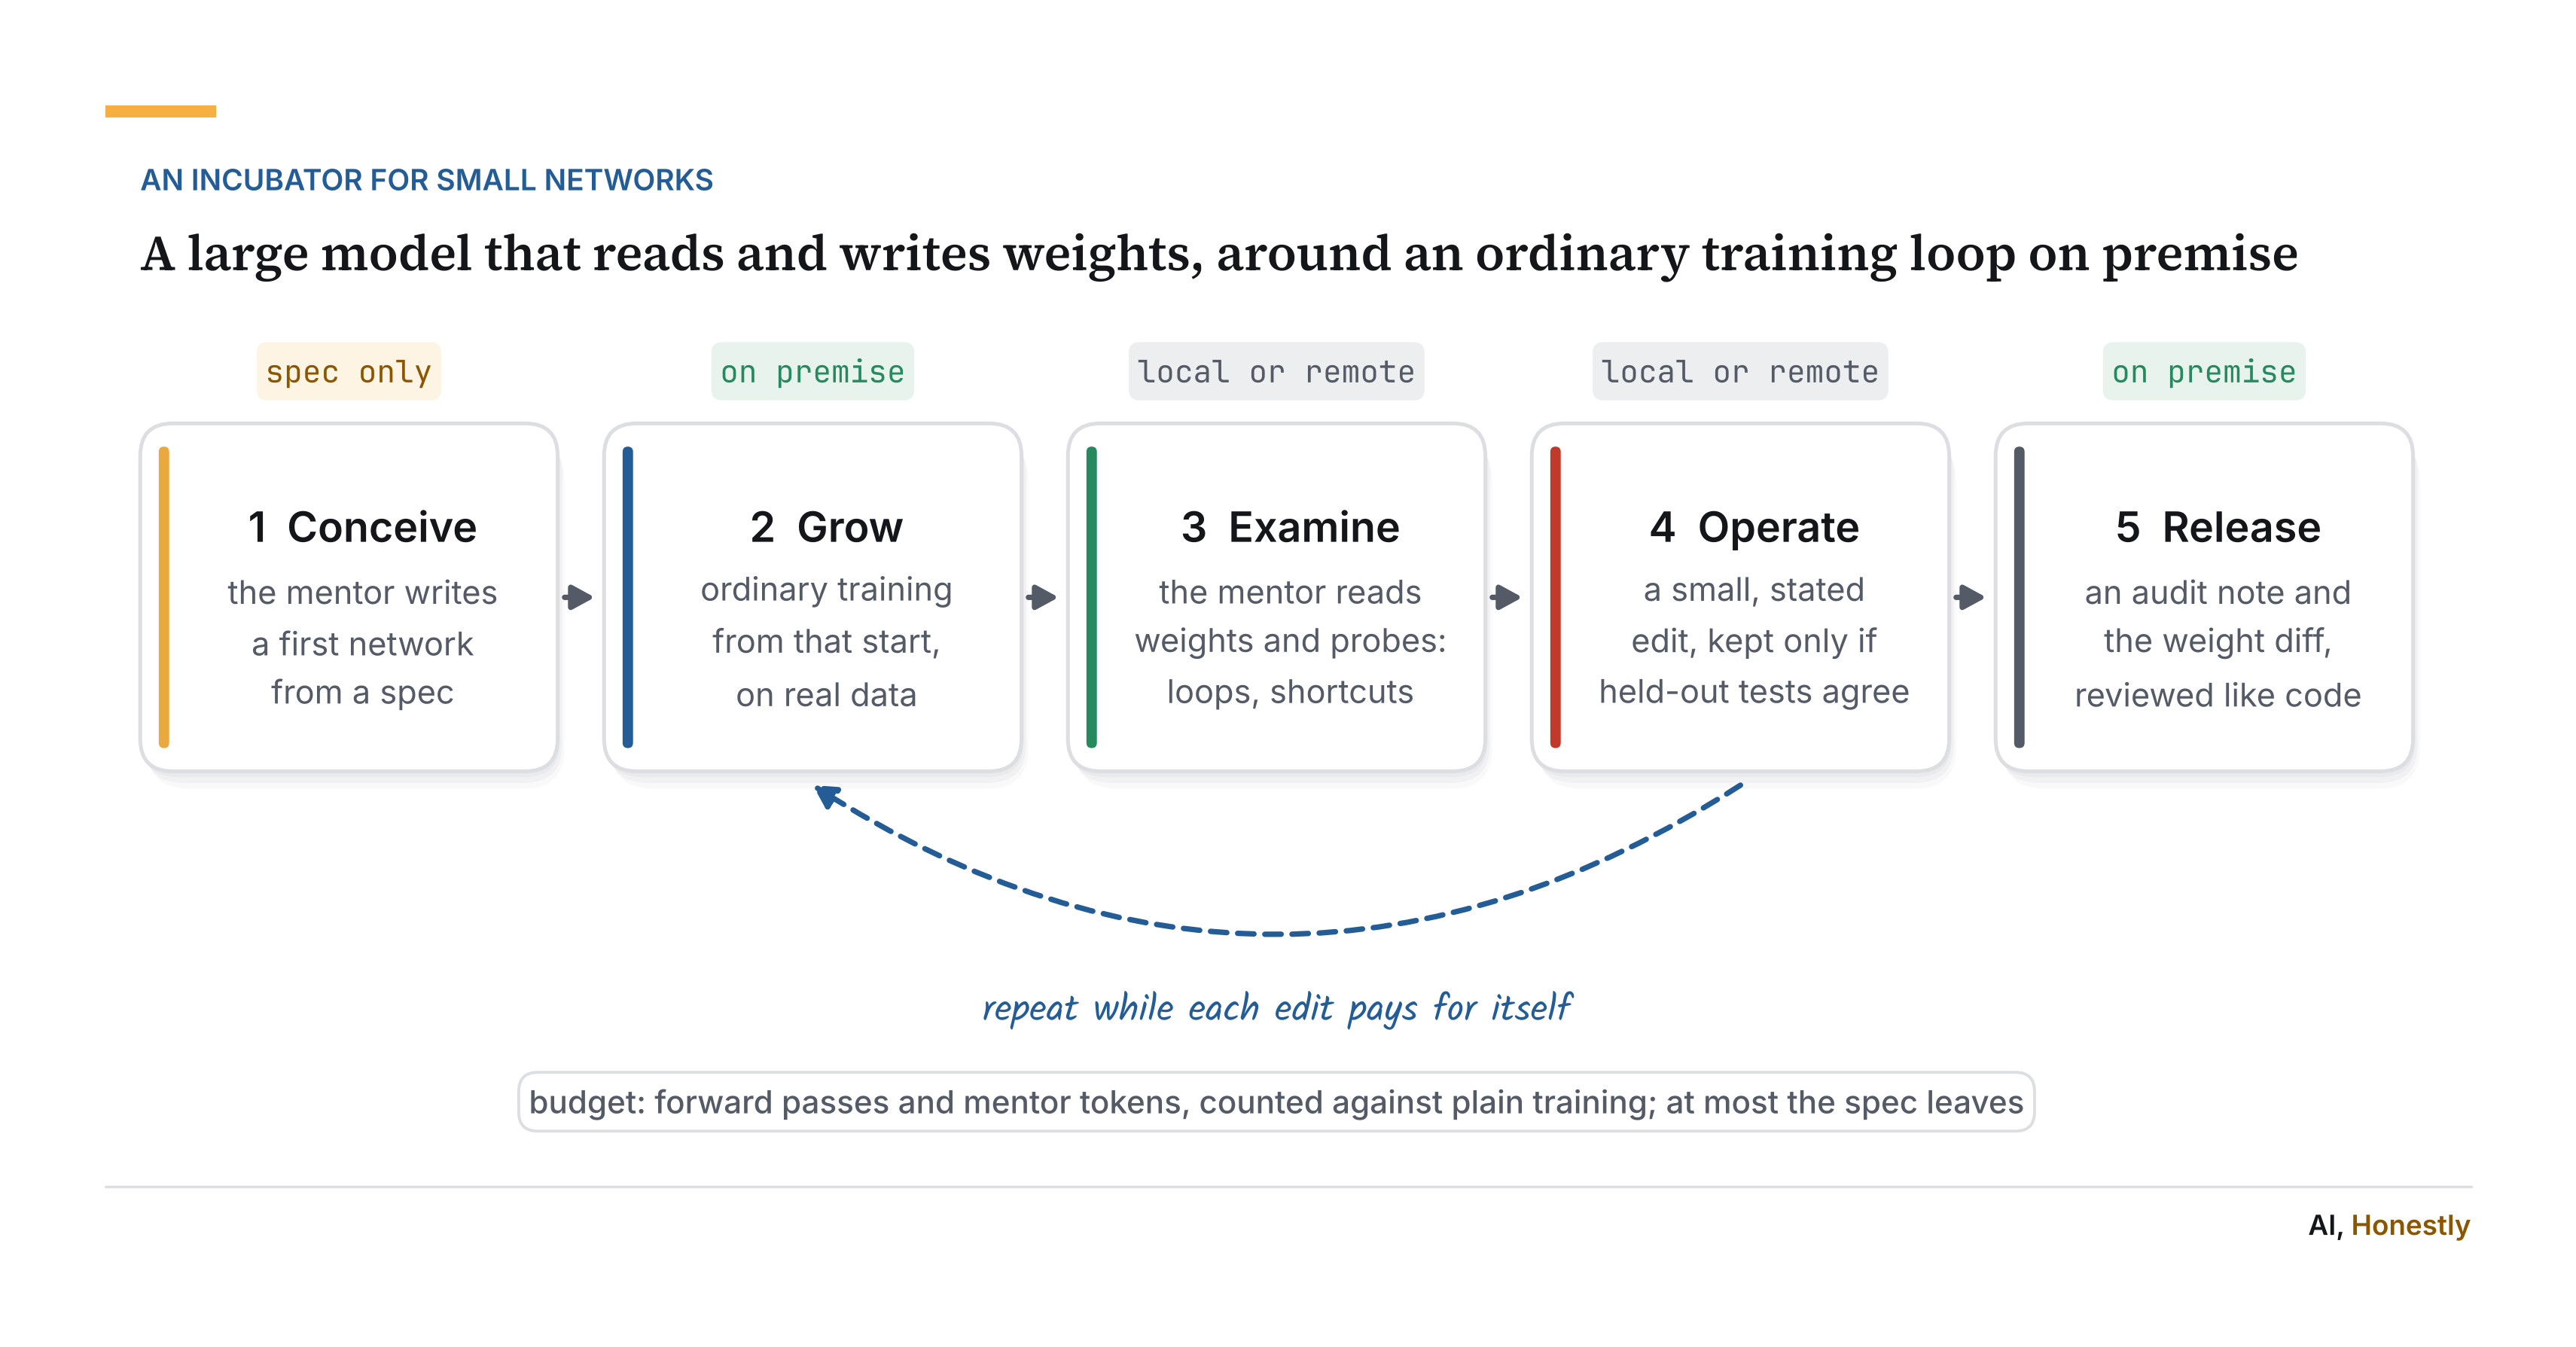 AN INCUBATOR FOR SMALL NETWORKS
A large model that reads and writes weights, around an ordinary training loop on premise
spec only
1 Conceive
the mentor writes
a first network
from a spec
on premise
2 Grow
ordinary training
from that start,
on real data
local or remote
3 Examine
the mentor reads
weights and probes:
loops, shortcuts
local or remote
4 Operate
a small, stated
edit, kept only if
held-out tests agree
on premise
5 Release
an audit note and
the weight diff,
reviewed like code
repeat while each edit pays for itself
budget: forward passes and mentor tokens, counted against plain training; at most the spec leaves
AI, Honestly